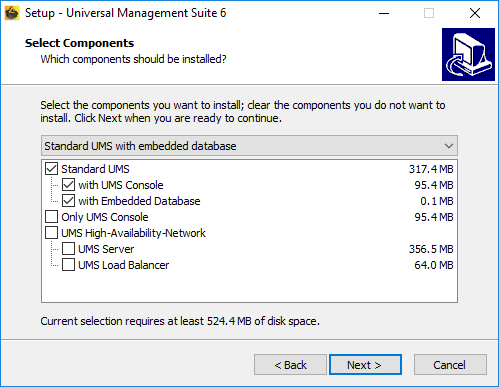 Setup - Universal Management Suite 6
Select Components
Which components should be installed?
Select the components you want to install; clear the components you do not want to
install. Click Next when you are ready to continue.
Standard UMS with embedded database
Standard UMS 317.4 MB
with UMS Console 95.4 MB
with Embedded Database 0.1 MB
Only UMS Console 95.4 MB
UMS High-Availability-Network
UMS Server 356.5 MB
UMS Load Balancer 64.0 MB
Current selection requires at least 524.4 MB of disk space.
< Back Next > Cancel